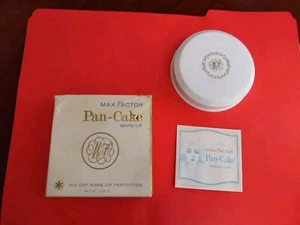 MAX FACTOR
Pan-Cake
MAKE-UP
ALL DAY MAKE-UP PERFECTION
MAX FACTOR
Pan-Cake
MAKE-UP